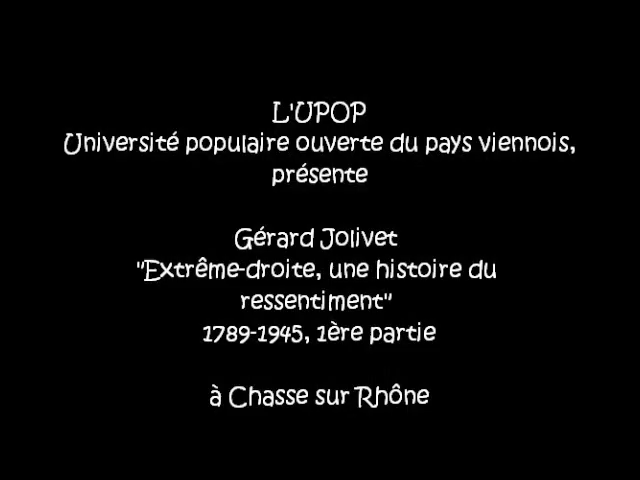 L'UPOP
Université populaire ouverte du pays viennois,
présente
Gérard Jolivet
"Extrême-droite, une histoire du
ressentiment"
1789-1945, 1ère partie
à Chasse sur Rhône